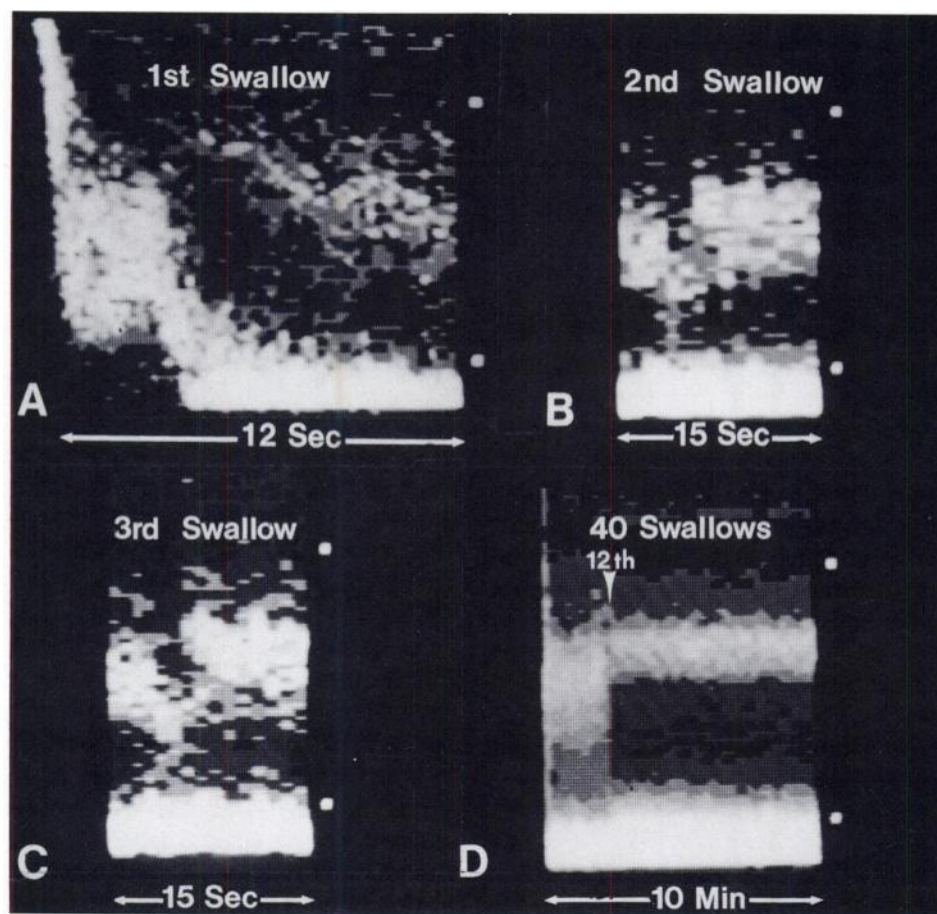 1st Swallow
A
12 Sec
2nd Swallow
B
15 Sec
3rd Swallow
C
15 Sec
40 Swallows
12th
D
10 Min